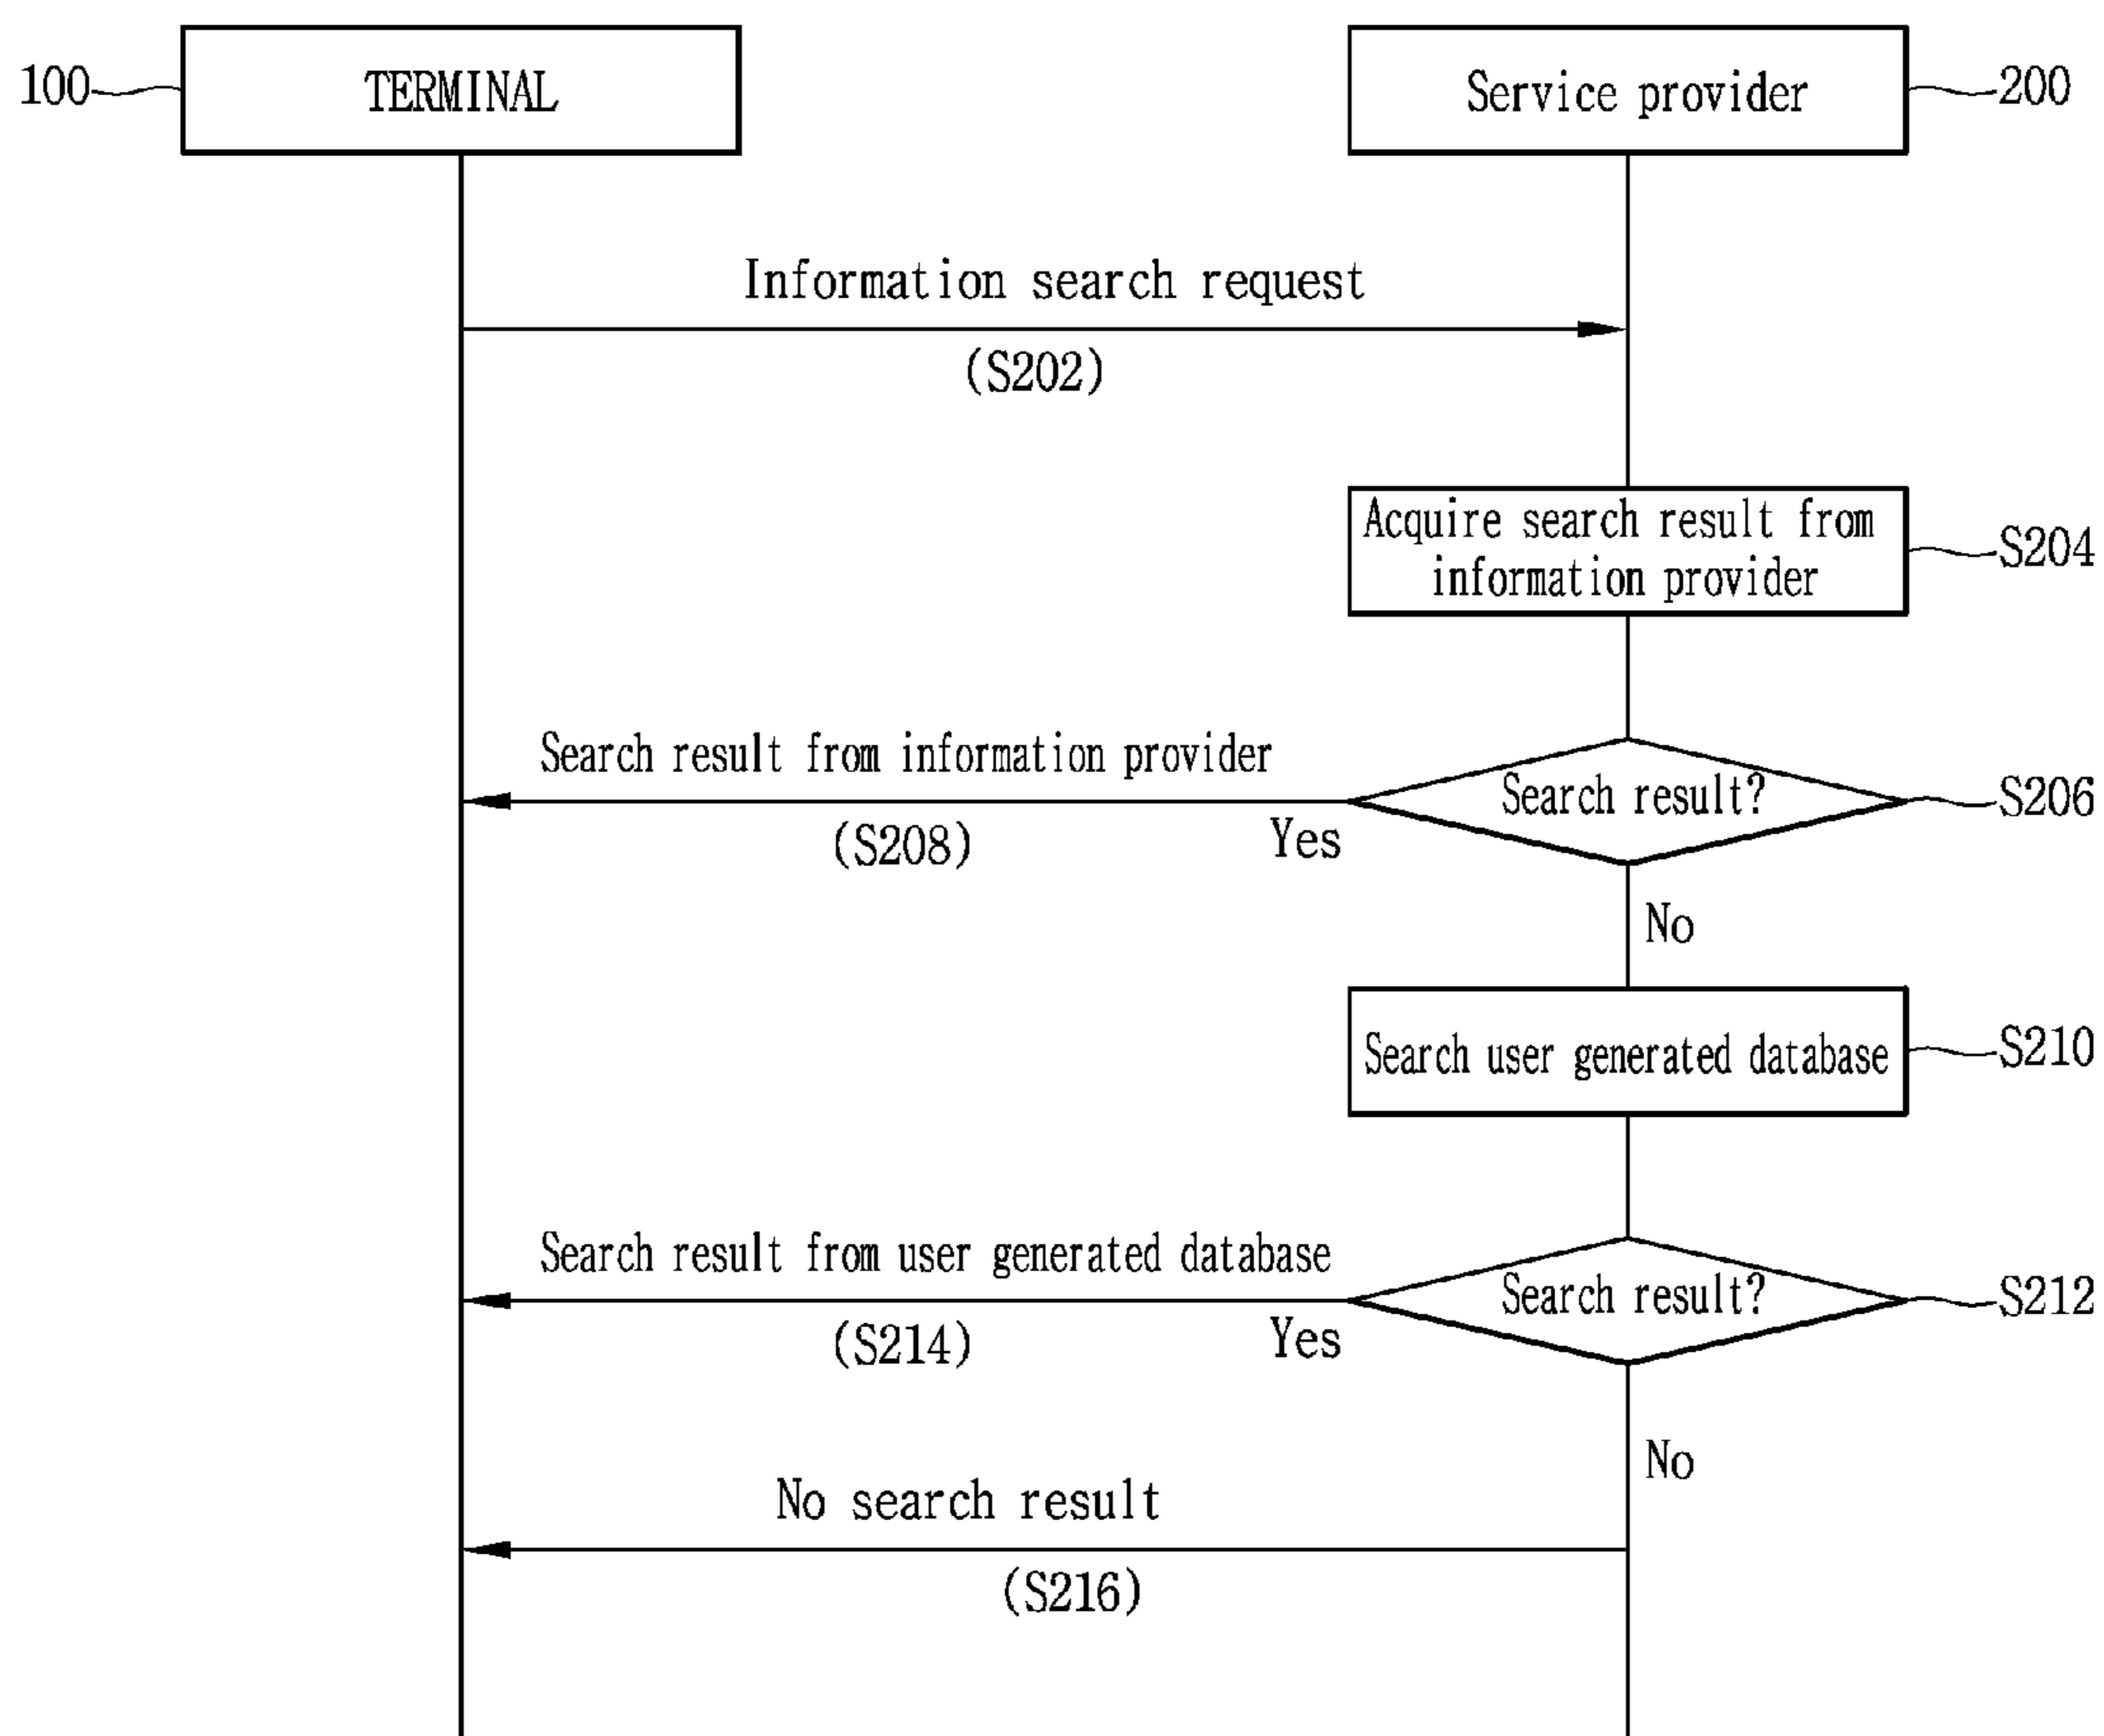 100
TERMINAL
Service provider
200
Information search request
(S202)
Acquire search result from
information provider
S204
Search result from information provider
(S208)
Yes
Search result?
S206
No
Search user generated database
S210
Search result from user generated database
(S214)
Yes
Search result?
S212
No
No search result
(S216)